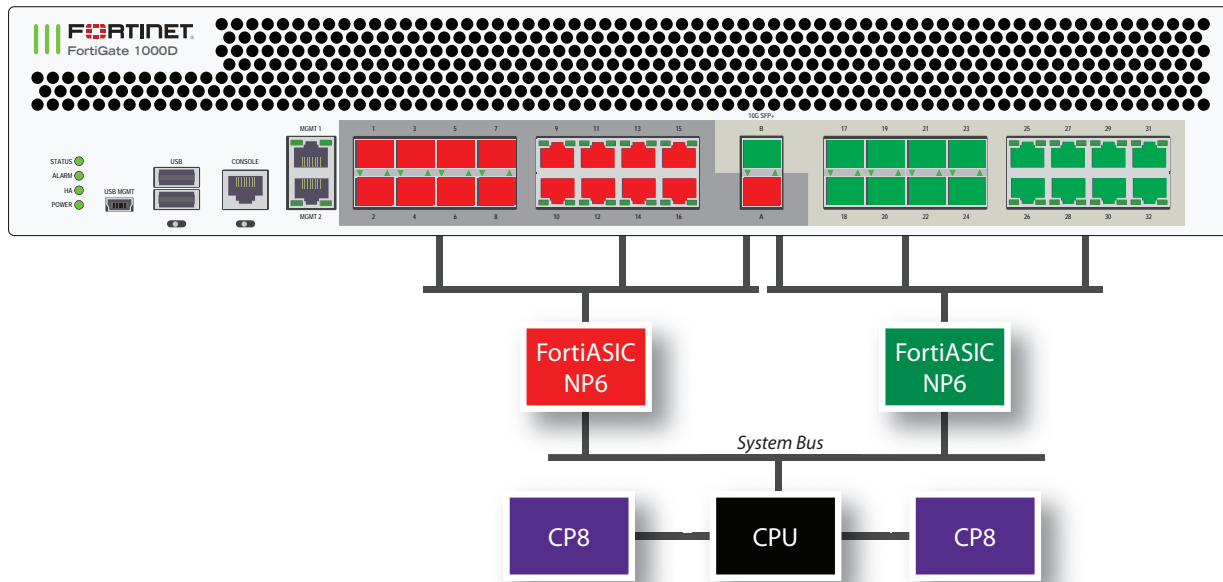 FORTINET
FortiGate 1000D
STATUS
ALARM
HA
POWER
USB MGMT
USB
CONSOLE
MGMT 1
MGMT 2
1 3 5 7
2 4 6 8
9 11 13 15
10 12 14 16
10G SFP+
B
A
17 19 21 23
18 20 22 24
25 27 29 31
26 28 30 32
FortiASIC
NP6
FortiASIC
NP6
System Bus
CP8
CPU
CP8